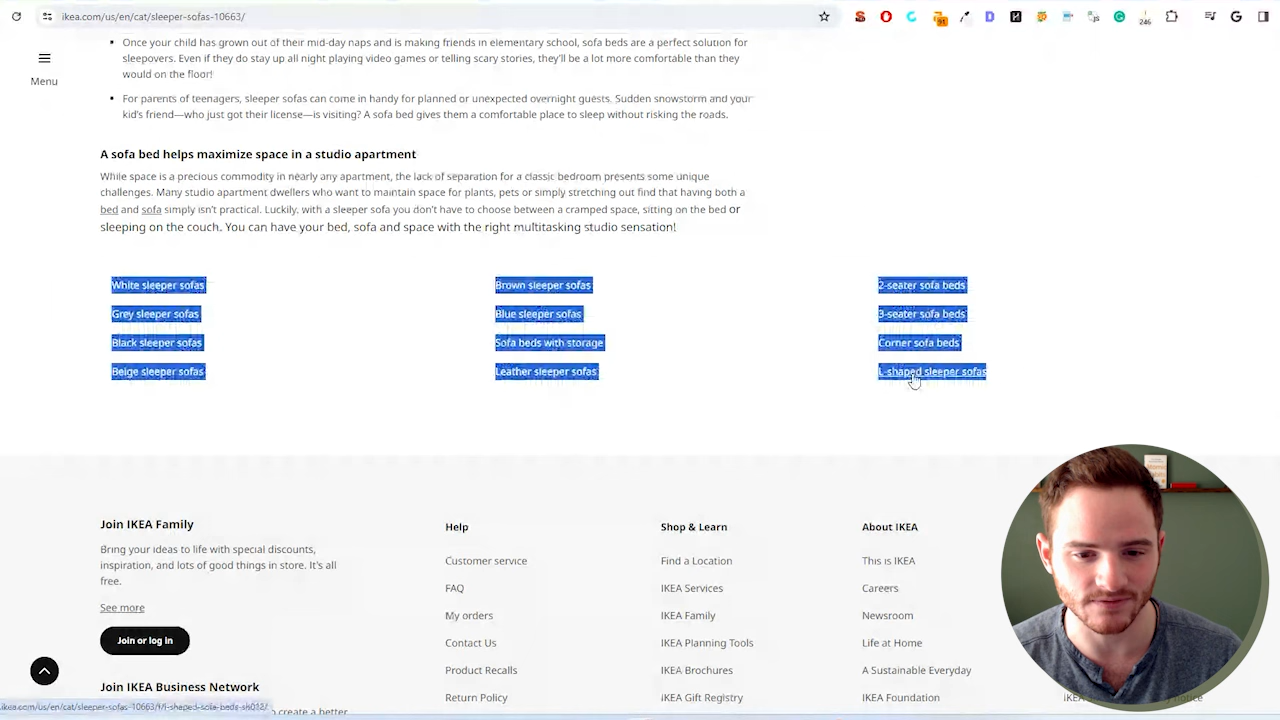 ikea.com/us/en/cat/sleeper-sofas-10663/
91
246
Menu
Once your child has grown out of their mid-day naps and is making friends in elementary school, sofa beds are a perfect solution for
sleepovers. Even if they do stay up all night playing video games or telling scary stories, they'll be a lot more comfortable than they
would on the floor!
For parents of teenagers, sleeper sofas can come in handy for planned or unexpected overnight guests. Sudden snowstorm and your
kid's friend—who just got their license—is visiting? A sofa bed gives them a comfortable place to sleep without risking the roads.
A sofa bed helps maximize space in a studio apartment
While space is a precious commodity in nearly any apartment, the lack of separation for a classic bedroom presents some unique
challenges. Many studio apartment dwellers who want to maintain space for plants, pets or simply stretching out find that having both a
bed and sofa simply isn't practical. Luckily, with a sleeper sofa you don't have to choose between a cramped space, sitting on the bed or
sleeping on the couch. You can have your bed, sofa and space with the right multitasking studio sensation!
White sleeper sofas
Grey sleeper sofas
Black sleeper sofas
Beige sleeper sofas
Brown sleeper sofas
Blue sleeper sofas
Sofa beds with storage
Leather sleeper sofas
2-seater sofa beds
3-seater sofa beds
Corner sofa beds
L-shaped sleeper sofas
Join IKEA Family
Bring your ideas to life with special discounts,
inspiration, and lots of good things in store. It's all
free.
See more
Join or log in
Join IKEA Business Network
to create a better
Help
Customer service
FAQ
My orders
Contact Us
Product Recalls
Return Policy
Shop & Learn
Find a Location
IKEA Services
IKEA Family
IKEA Planning Tools
IKEA Brochures
IKEA Gift Registry
About IKEA
This is IKEA
Careers
Newsroom
Life at Home
A Sustainable Everyday
IKEA Foundation
notice